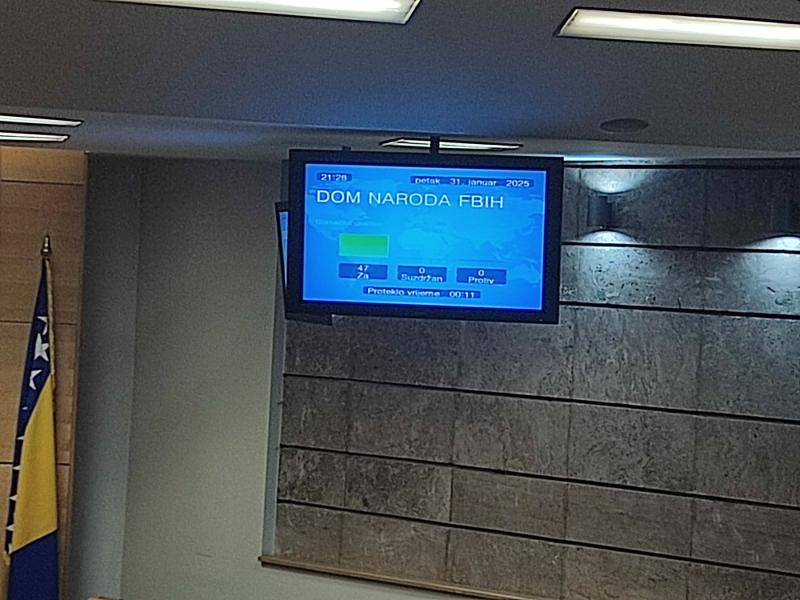 21:28
petak 31. januar 2025
DOM NARODA FBIH
47 0 0
Za Suzdržan Protiv
Proteklo vrijeme 00:11